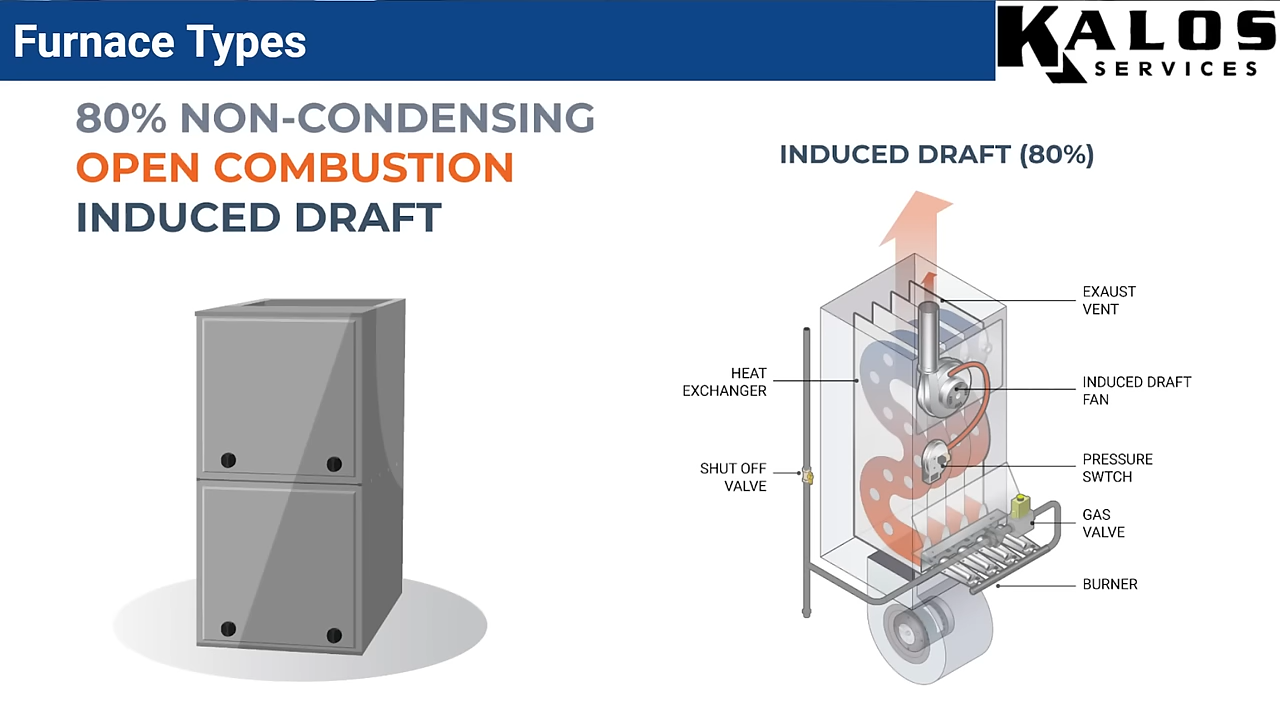 Furnace Types
KALOS
SERVICES
80% NON-CONDENSING
OPEN COMBUSTION
INDUCED DRAFT
INDUCED DRAFT (80%)
EXAUST
VENT
HEAT
EXCHANGER
INDUCED DRAFT
FAN
SHUT OFF
VALVE
PRESSURE
SWTCH
GAS
VALVE
BURNER